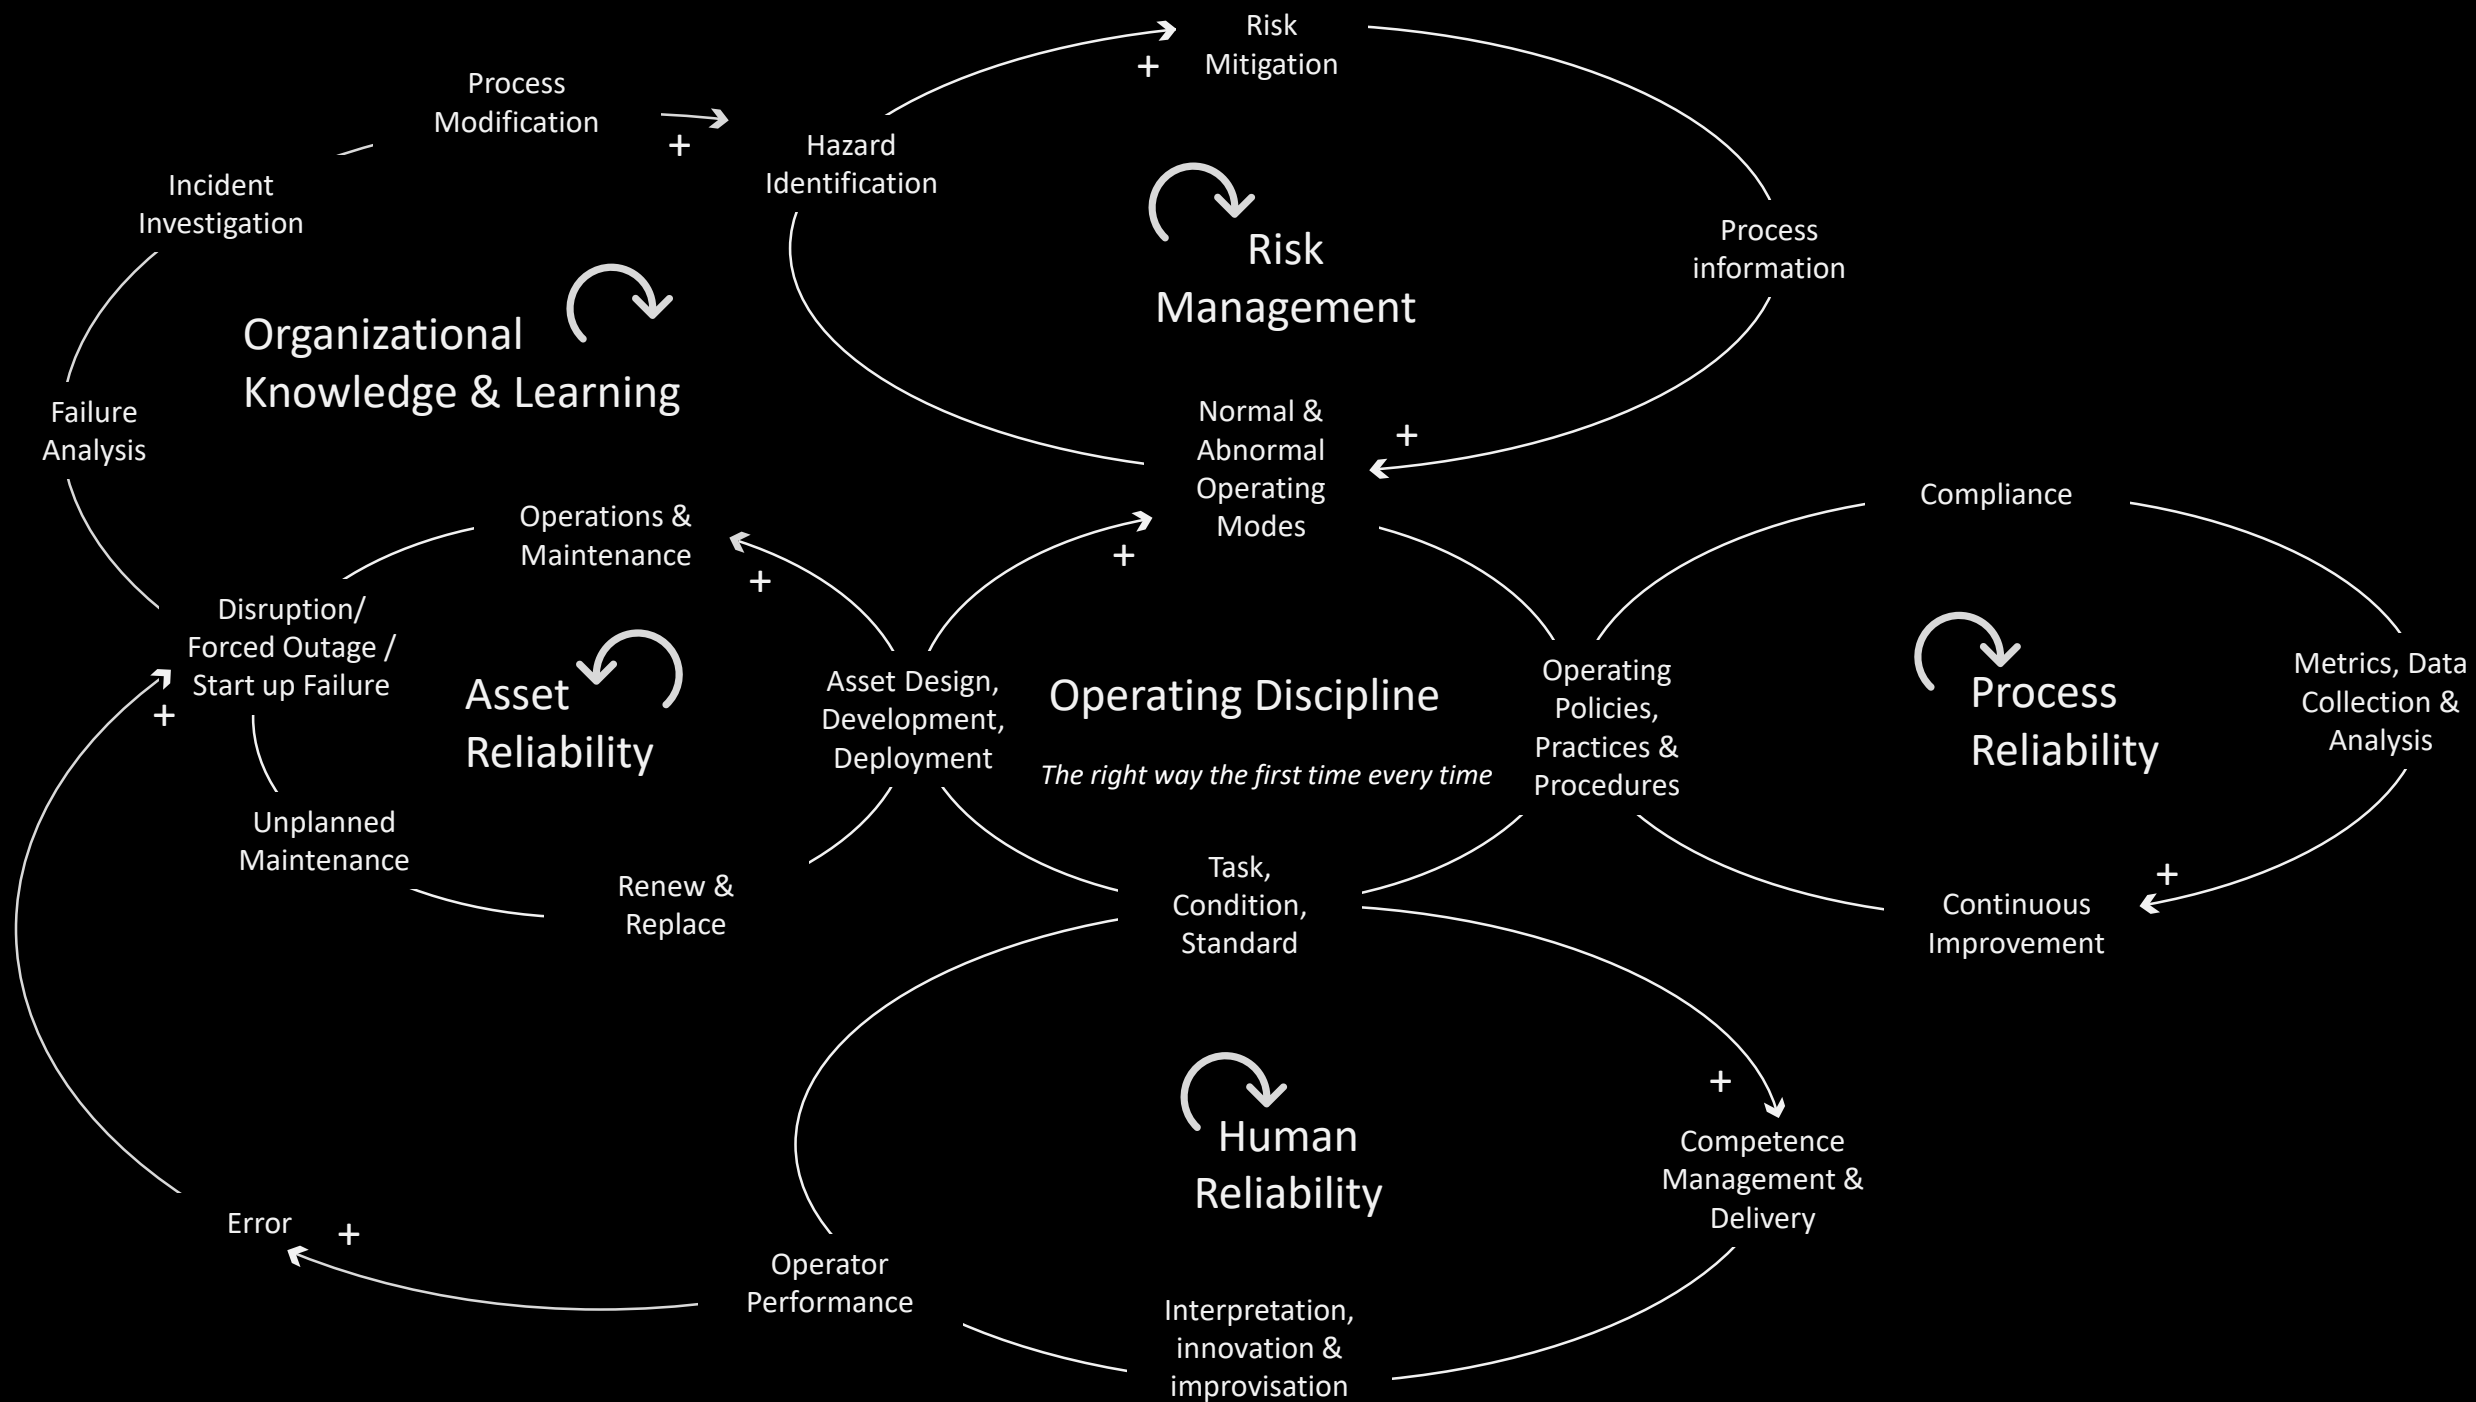 Risk
Mitigation
+
Process
Modification
+
Hazard
Identification
Incident
Investigation
Process
information
Risk
Management
Organizational
Knowledge & Learning
Failure
Analysis
Normal &
Abnormal
Operating
Modes
+
Compliance
Operations &
Maintenance
+
+
Disruption/
Forced Outage /
Start up Failure
+
Asset
Reliability
Asset Design,
Development,
Deployment
Operating Discipline
The right way the first time every time
Operating
Policies,
Practices &
Procedures
Process
Reliability
Metrics, Data
Collection &
Analysis
Unplanned
Maintenance
Renew &
Replace
Task,
Condition,
Standard
+
Continuous
Improvement
Human
Reliability
+
Competence
Management &
Delivery
Error
+
Operator
Performance
Interpretation,
innovation &
improvisation